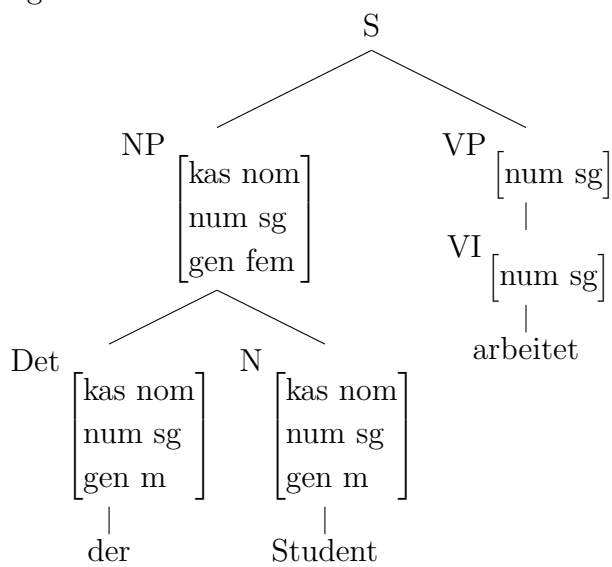 S
NP [kas nom num sg gen fem]
VP [num sg]
VI [num sg]
arbeitet
Det [kas nom num sg gen m]
N [kas nom num sg gen m]
der
Student